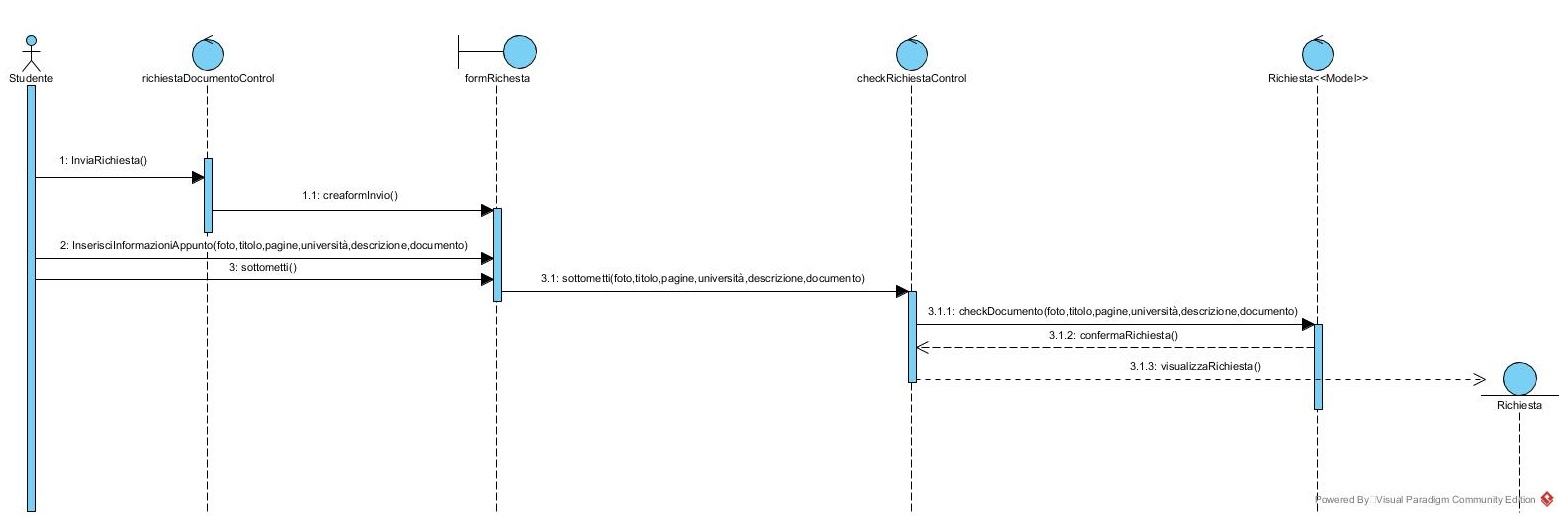 Studente
richiestaDocumentoControl
formRichesta
checkRichiestaControl
Richiesta<<Model>>
1: InviaRichiesta()
1.1: creaformInvio()
2: InserisciInformazioniAppunto(foto,titolo,pagine,università,descrizione,documento)
3: sottometti()
3.1: sottometti(foto,titolo,pagine,università,descrizione,documento)
3.1.1: checkDocumento(foto,titolo,pagine,università,descrizione,documento)
3.1.2: confermaRichiesta()
3.1.3: visualizzaRichiesta()
Richiesta
Powered By Visual Paradigm Community Edition